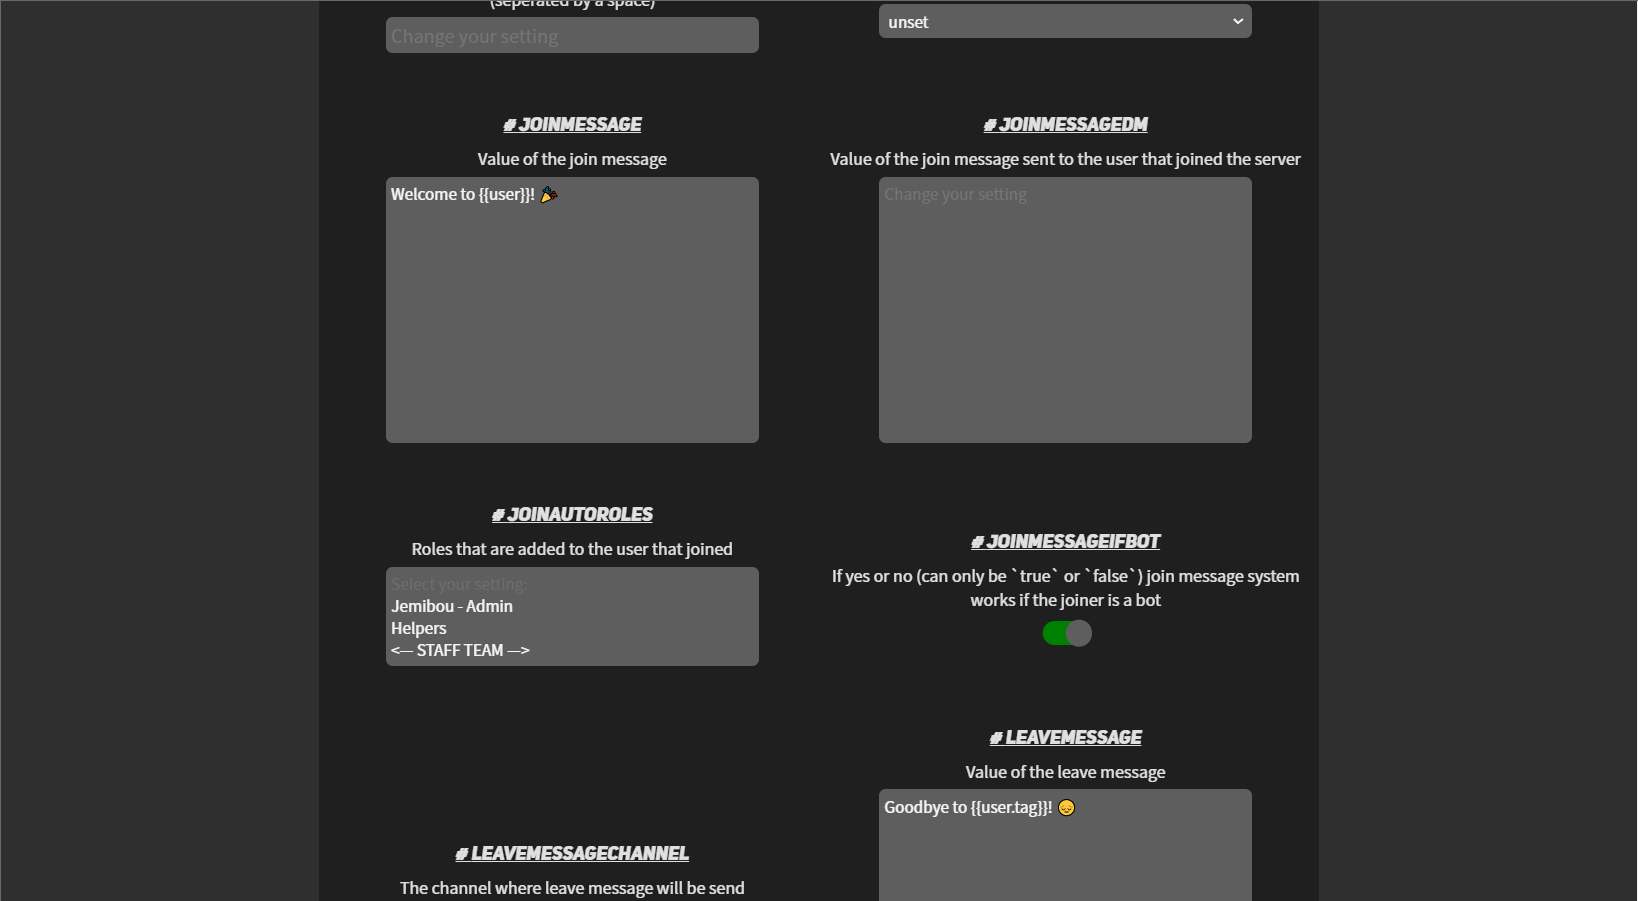 (seperated by a space)
Change your setting
unset
# JOINMESSAGE
Value of the join message
Welcome to {{user}}! 🎉
# JOINMESSAGEDM
Value of the join message sent to the user that joined the server
Change your setting
# JOINAUTOROLES
Roles that are added to the user that joined
Select your setting:
Jemibou - Admin
Helpers
<--- STAFF TEAM --->
# JOINMESSAGEIFBOT
If yes or no (can only be `true` or `false`) join message system
works if the joiner is a bot
# LEAVEMESSAGE
Value of the leave message
Goodbye to {{user.tag}}! 😔
# LEAVEMESSAGECHANNEL
The channel where leave message will be send